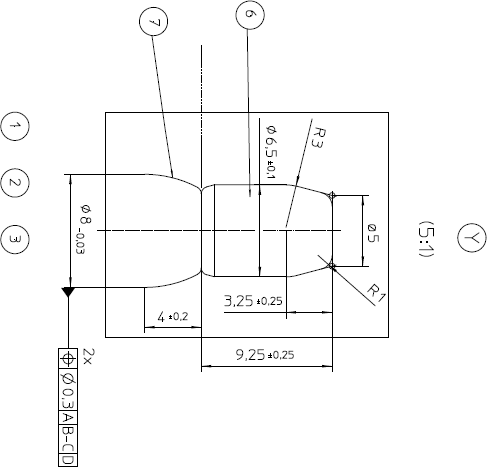 Y
(5:1)
7
6
1
2
3
R3
Ø6,5±0,1
Ø5
Ø8-0,03
R1
3,25±0,25
4±0,2
9,25±0,25
2x
⌖ Ø0,3 A B-C D